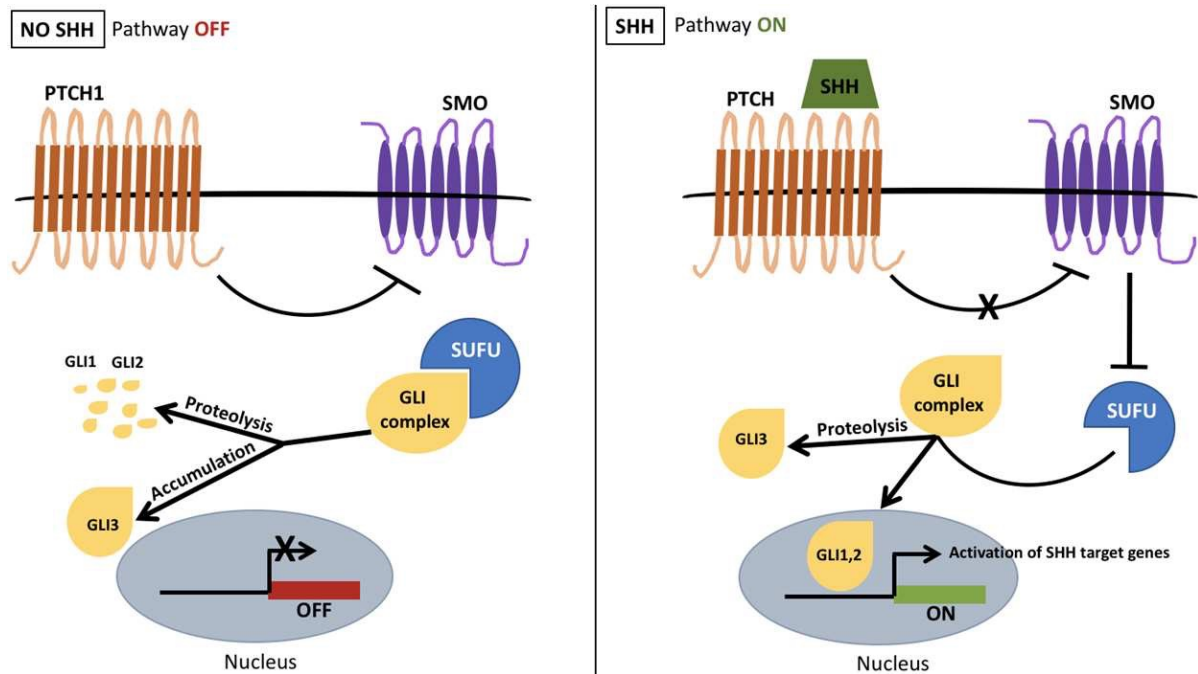 NO SHH Pathway OFF
PTCH1
SMO
SUFU
GLI
complex
GLI1 GLI2
Proteolysis
Accumulation
GLI3
OFF
Nucleus
SHH Pathway ON
SHH
PTCH
SMO
GLI
complex
SUFU
Proteolysis
GLI3
GLI1,2
Activation of SHH target genes
ON
Nucleus